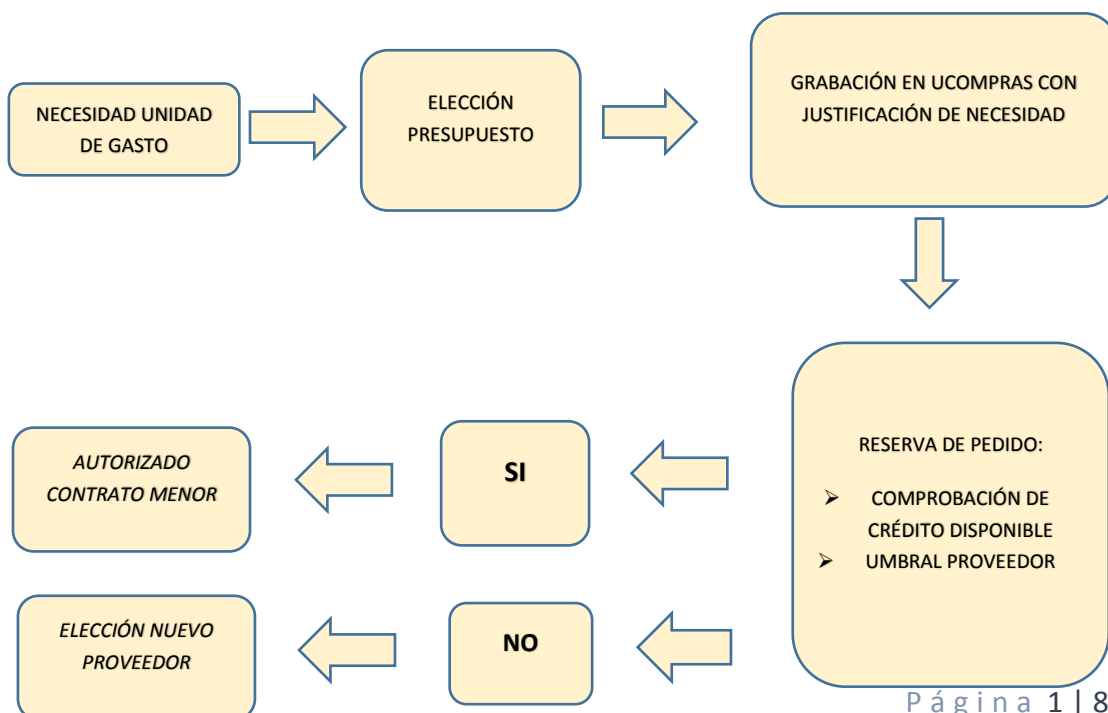 NECESIDAD UNIDAD
DE GASTO
ELECCIÓN
PRESUPUESTO
GRABACIÓN EN UCOMPRAS CON
JUSTIFICACIÓN DE NECESIDAD
RESERVA DE PEDIDO:
➤ COMPROBACIÓN DE
CRÉDITO DISPONIBLE
➤ UMBRAL PROVEEDOR
SI
AUTORIZADO
CONTRATO MENOR
NO
ELECCIÓN NUEVO
PROVEEDOR
Página 1 | 8